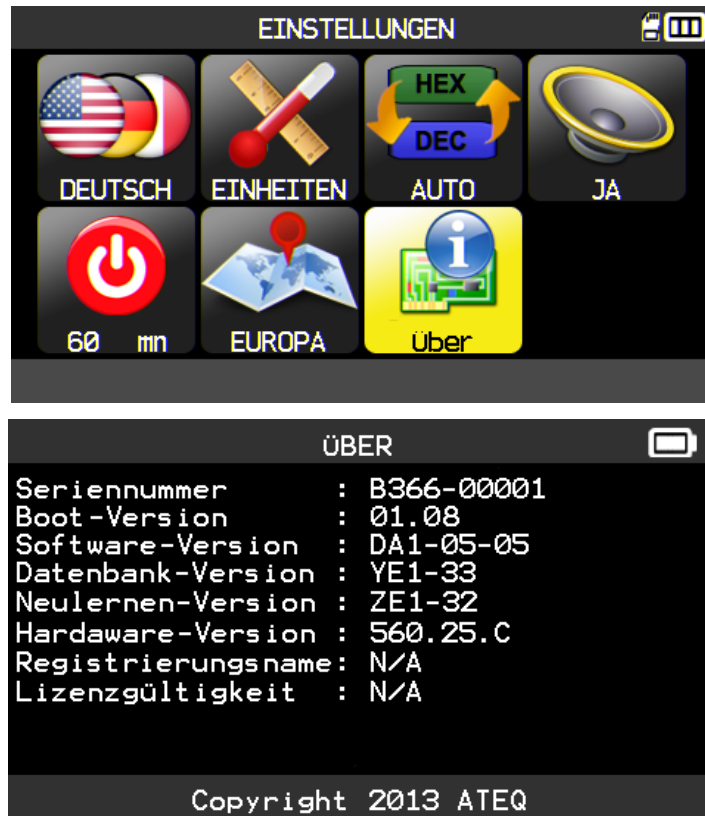 EINSTELLUNGEN
HEX
DEC
DEUTSCH EINHEITEN AUTO JA
60 mn EUROPA über
ÜBER
Seriennummer : B366-00001
Boot-Version : 01.08
Software-Version : DA1-05-05
Datenbank-Version : YE1-33
Neulernen-Version : ZE1-32
Hardaware-Version : 560.25.C
Registrierungsname: N/A
Lizenzgültigkeit : N/A
Copyright 2013 ATEQ